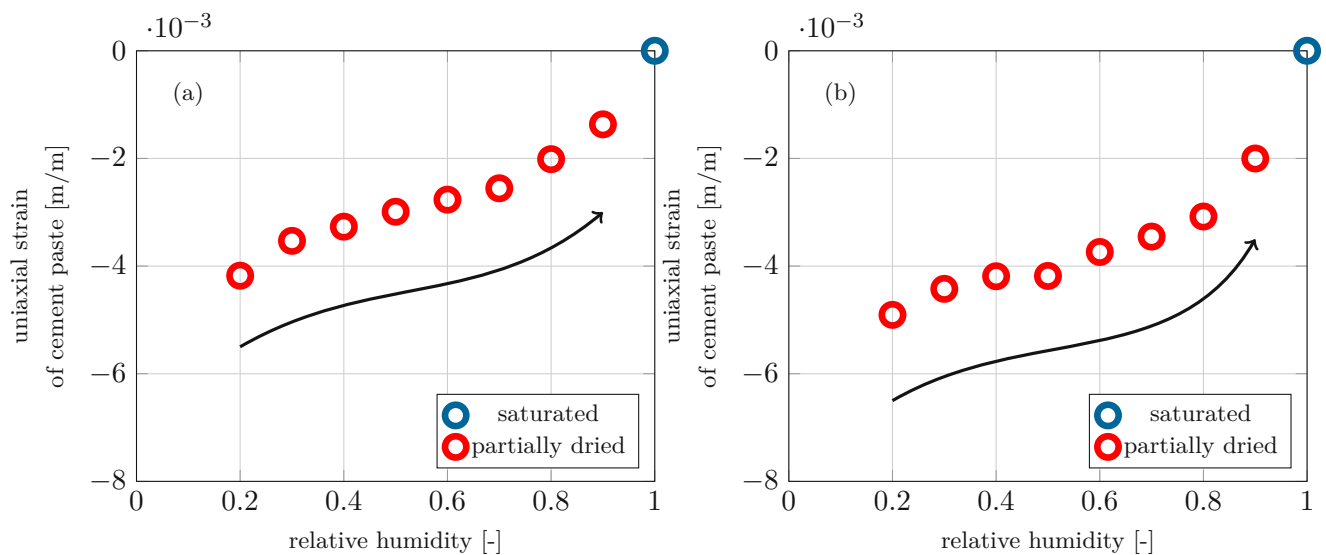 ·10⁻³
(a)
0
−2
−4
−6
−8
0
0.2
0.4
0.6
0.8
1
uniaxial strain
of cement paste [m/m]
relative humidity [-]
saturated
partially dried
·10⁻³
(b)
0
−2
−4
−6
−8
0
0.2
0.4
0.6
0.8
1
uniaxial strain
of cement paste [m/m]
relative humidity [-]
saturated
partially dried